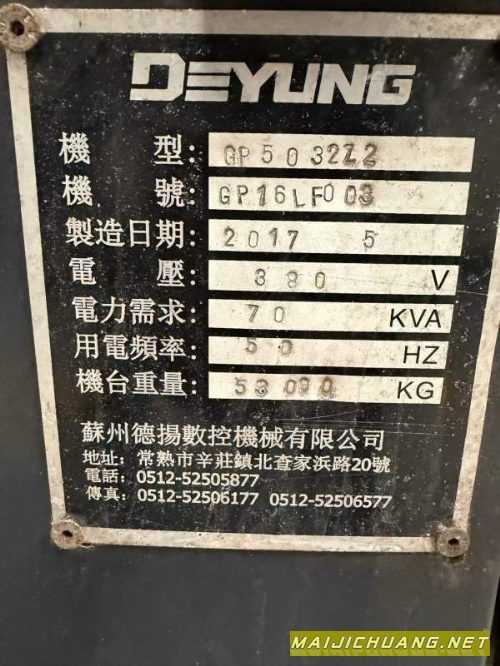 DEYUNG
機 型: GP5032Z2
機 號: GP16LF003
製造日期: 2017 5
電 壓: 380 V
電力需求: 70 KVA
用電頻率: 50 HZ
機台重量: 53000 KG
蘇州德揚數控機械有限公司
地址: 常熟市辛莊鎮北查家浜路20號
電話: 0512-52505877
傳真: 0512-52506177 0512-52506577
MAIJICHUANG.NET